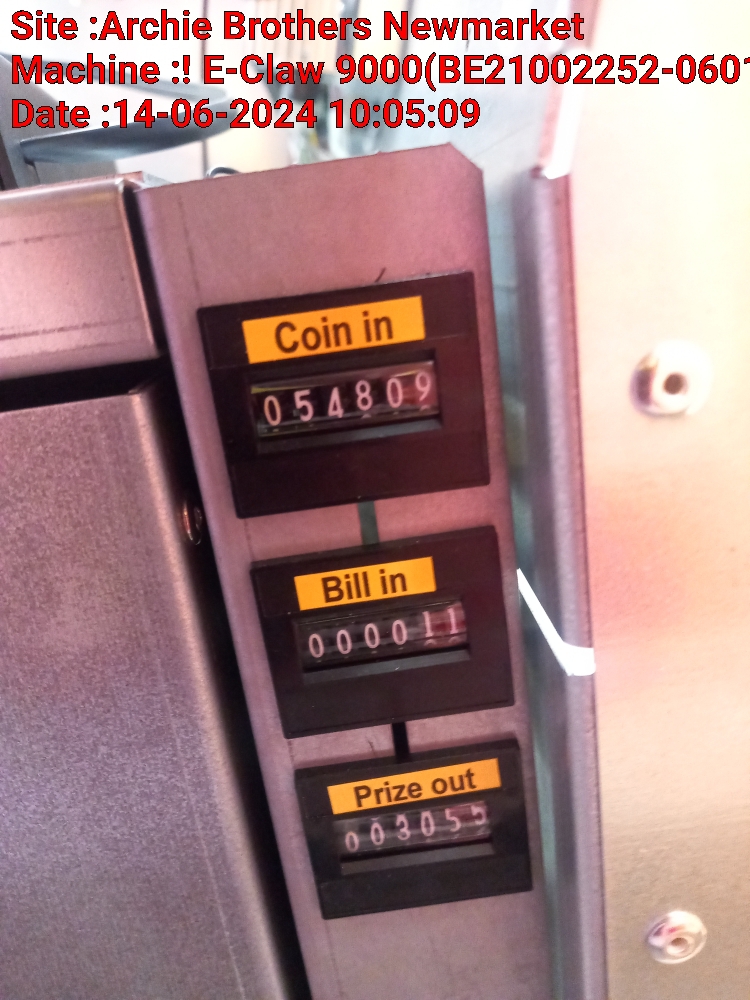 Site :Archie Brothers Newmarket
Machine :! E-Claw 9000(BE21002252-0601
Date :14-06-2024 10:05:09
Coin in
054809
Bill in
000011
Prize out
003055